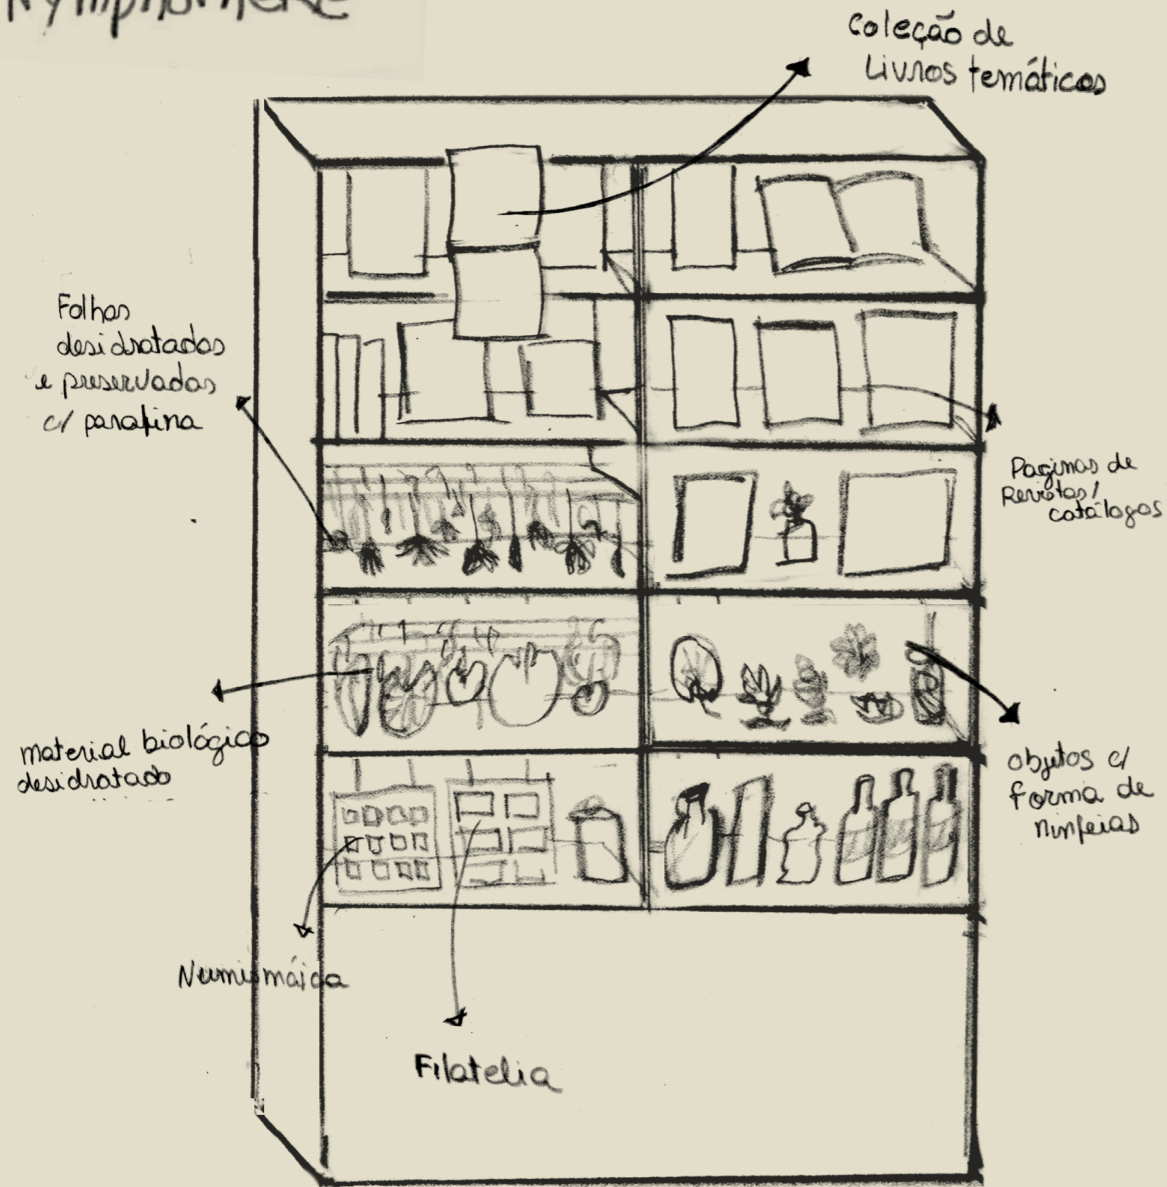 Coleção de
Livros temáticos
Folhas
desidratadas
e preservadas
c/ parafina
Paginas de
Revistas/
catálogos
material biológico
desidratado
objetos c/
forma de
ninfeias
Filatelia